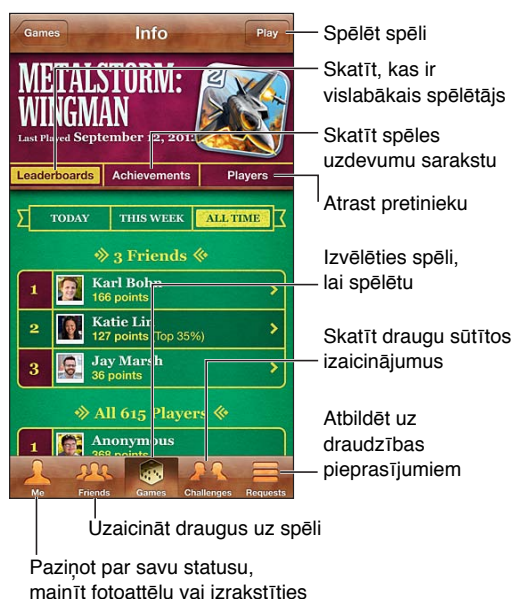 Games
Info
Play
METALSTORM:
WINGMAN
Last Played September 12, 2012
Leaderboards
Achievements
Players
TODAY
THIS WEEK
ALL TIME
3 Friends
1
Karl Bohn
166 points
2
Katie Lin
127 points (Top 35%)
3
Jay Marsh
36 points
All 615 Players
1
Anonymous
368 points
Me
Friends
Games
Challenges
Requests
Spēlēt spēli
Skatīt, kas ir
vislabākais spēlētājs
Skatīt spēles
uzdevumu sarakstu
Atrast pretinieku
Izvēlēties spēli,
lai spēlētu
Skatīt draugu sūtītos
izaicinājumus
Atbildēt uz
draudzības
pieprasījumiem
Uzaicināt draugus uz spēli
Paziņot par savu statusu,
mainīt fotoattēlu vai izrakstīties